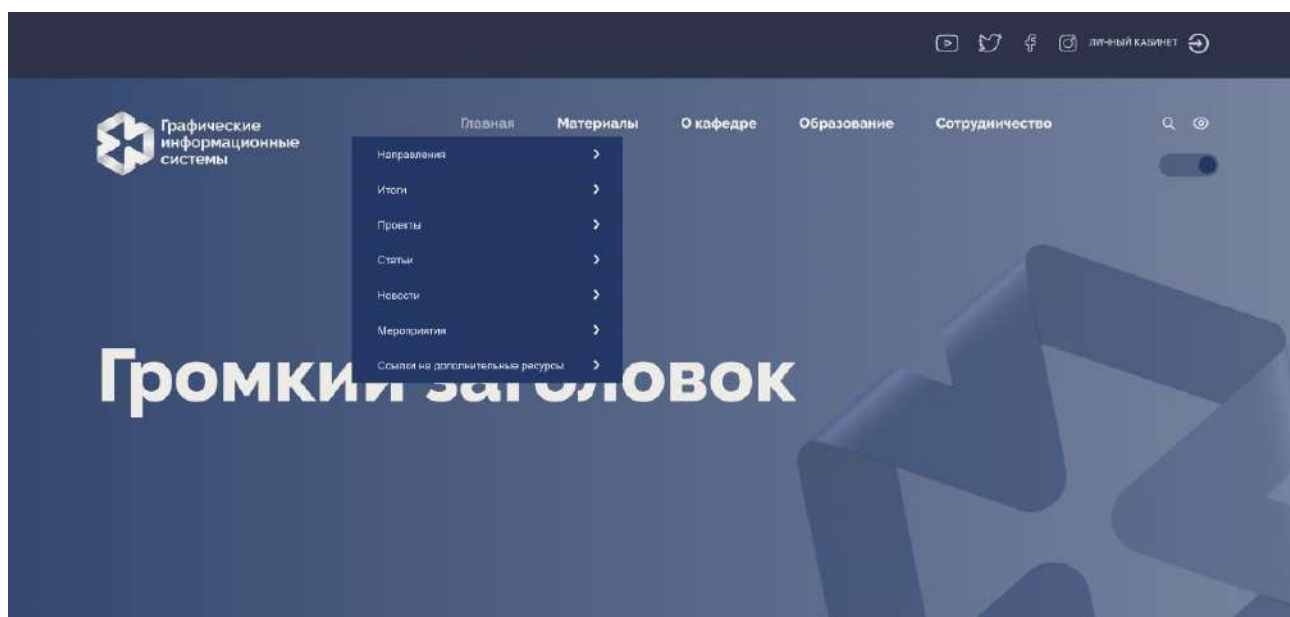 ЛИЧНЫЙ КАБИНЕТ
Графические
информационные
системы
Главная Материалы О кафедре Образование Сотрудничество
Направления
Итоги
Проекты
Статьи
Новости
Мероприятия
Ссылки на дополнительные ресурсы
Громкий заголовок